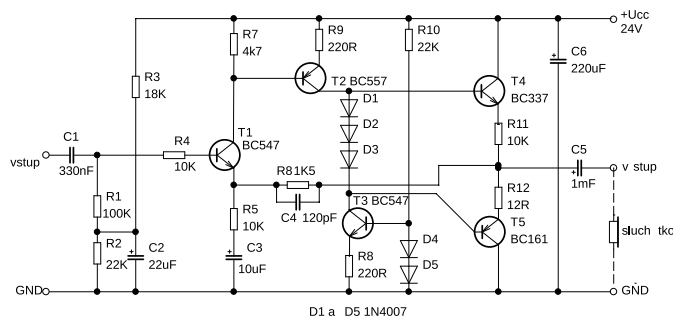 +Ucc
24V
R7
4k7
R9
220R
R10
22K
C6
220uF
R3
18K
T2 BC557
T4
BC337
D1
D2
D3
R11
10K
C1
330nF
vstup
R4
10K
T1
BC547
R8 1K5
C4 120pF
C5
1mF
v stup
R1
100K
R5
10K
T3 BC547
R12
12R
T5
BC161
R2
22K
C2
22uF
C3
10uF
R8
220R
D4
D5
sluch tko
GND
GND
D1 a D5 1N4007